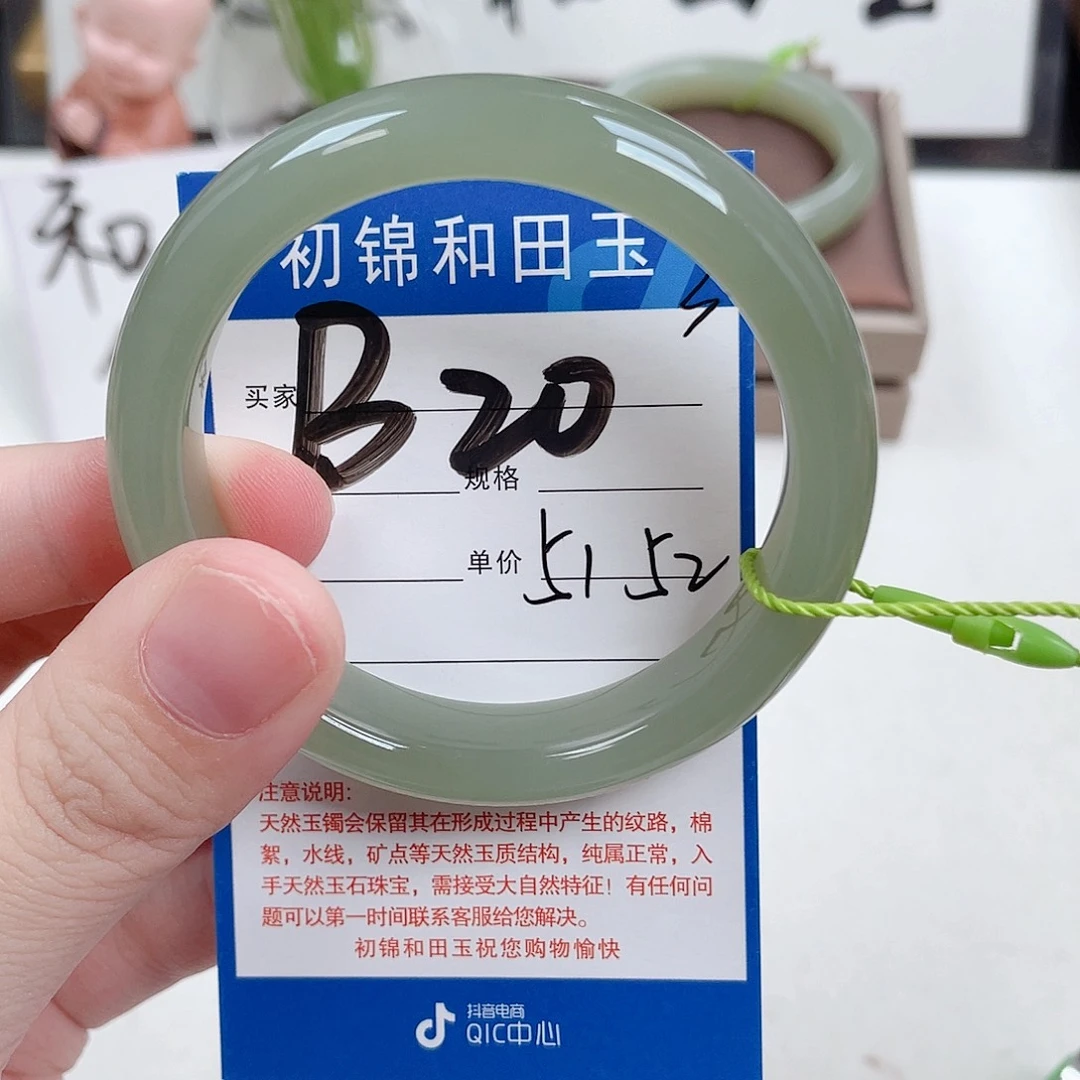 初锦和田玉
和
买家
B20
规格
单价 51 52
注意说明：
天然玉镯会保留其在形成过程中产生的纹路，棉
絮，水线，矿点等天然玉质结构，纯属正常，入
手天然玉石珠宝，需接受大自然特征！有任何问
题可以第一时间联系客服给您解决。
初锦和田玉祝您购物愉快
抖音电商
QIC中心